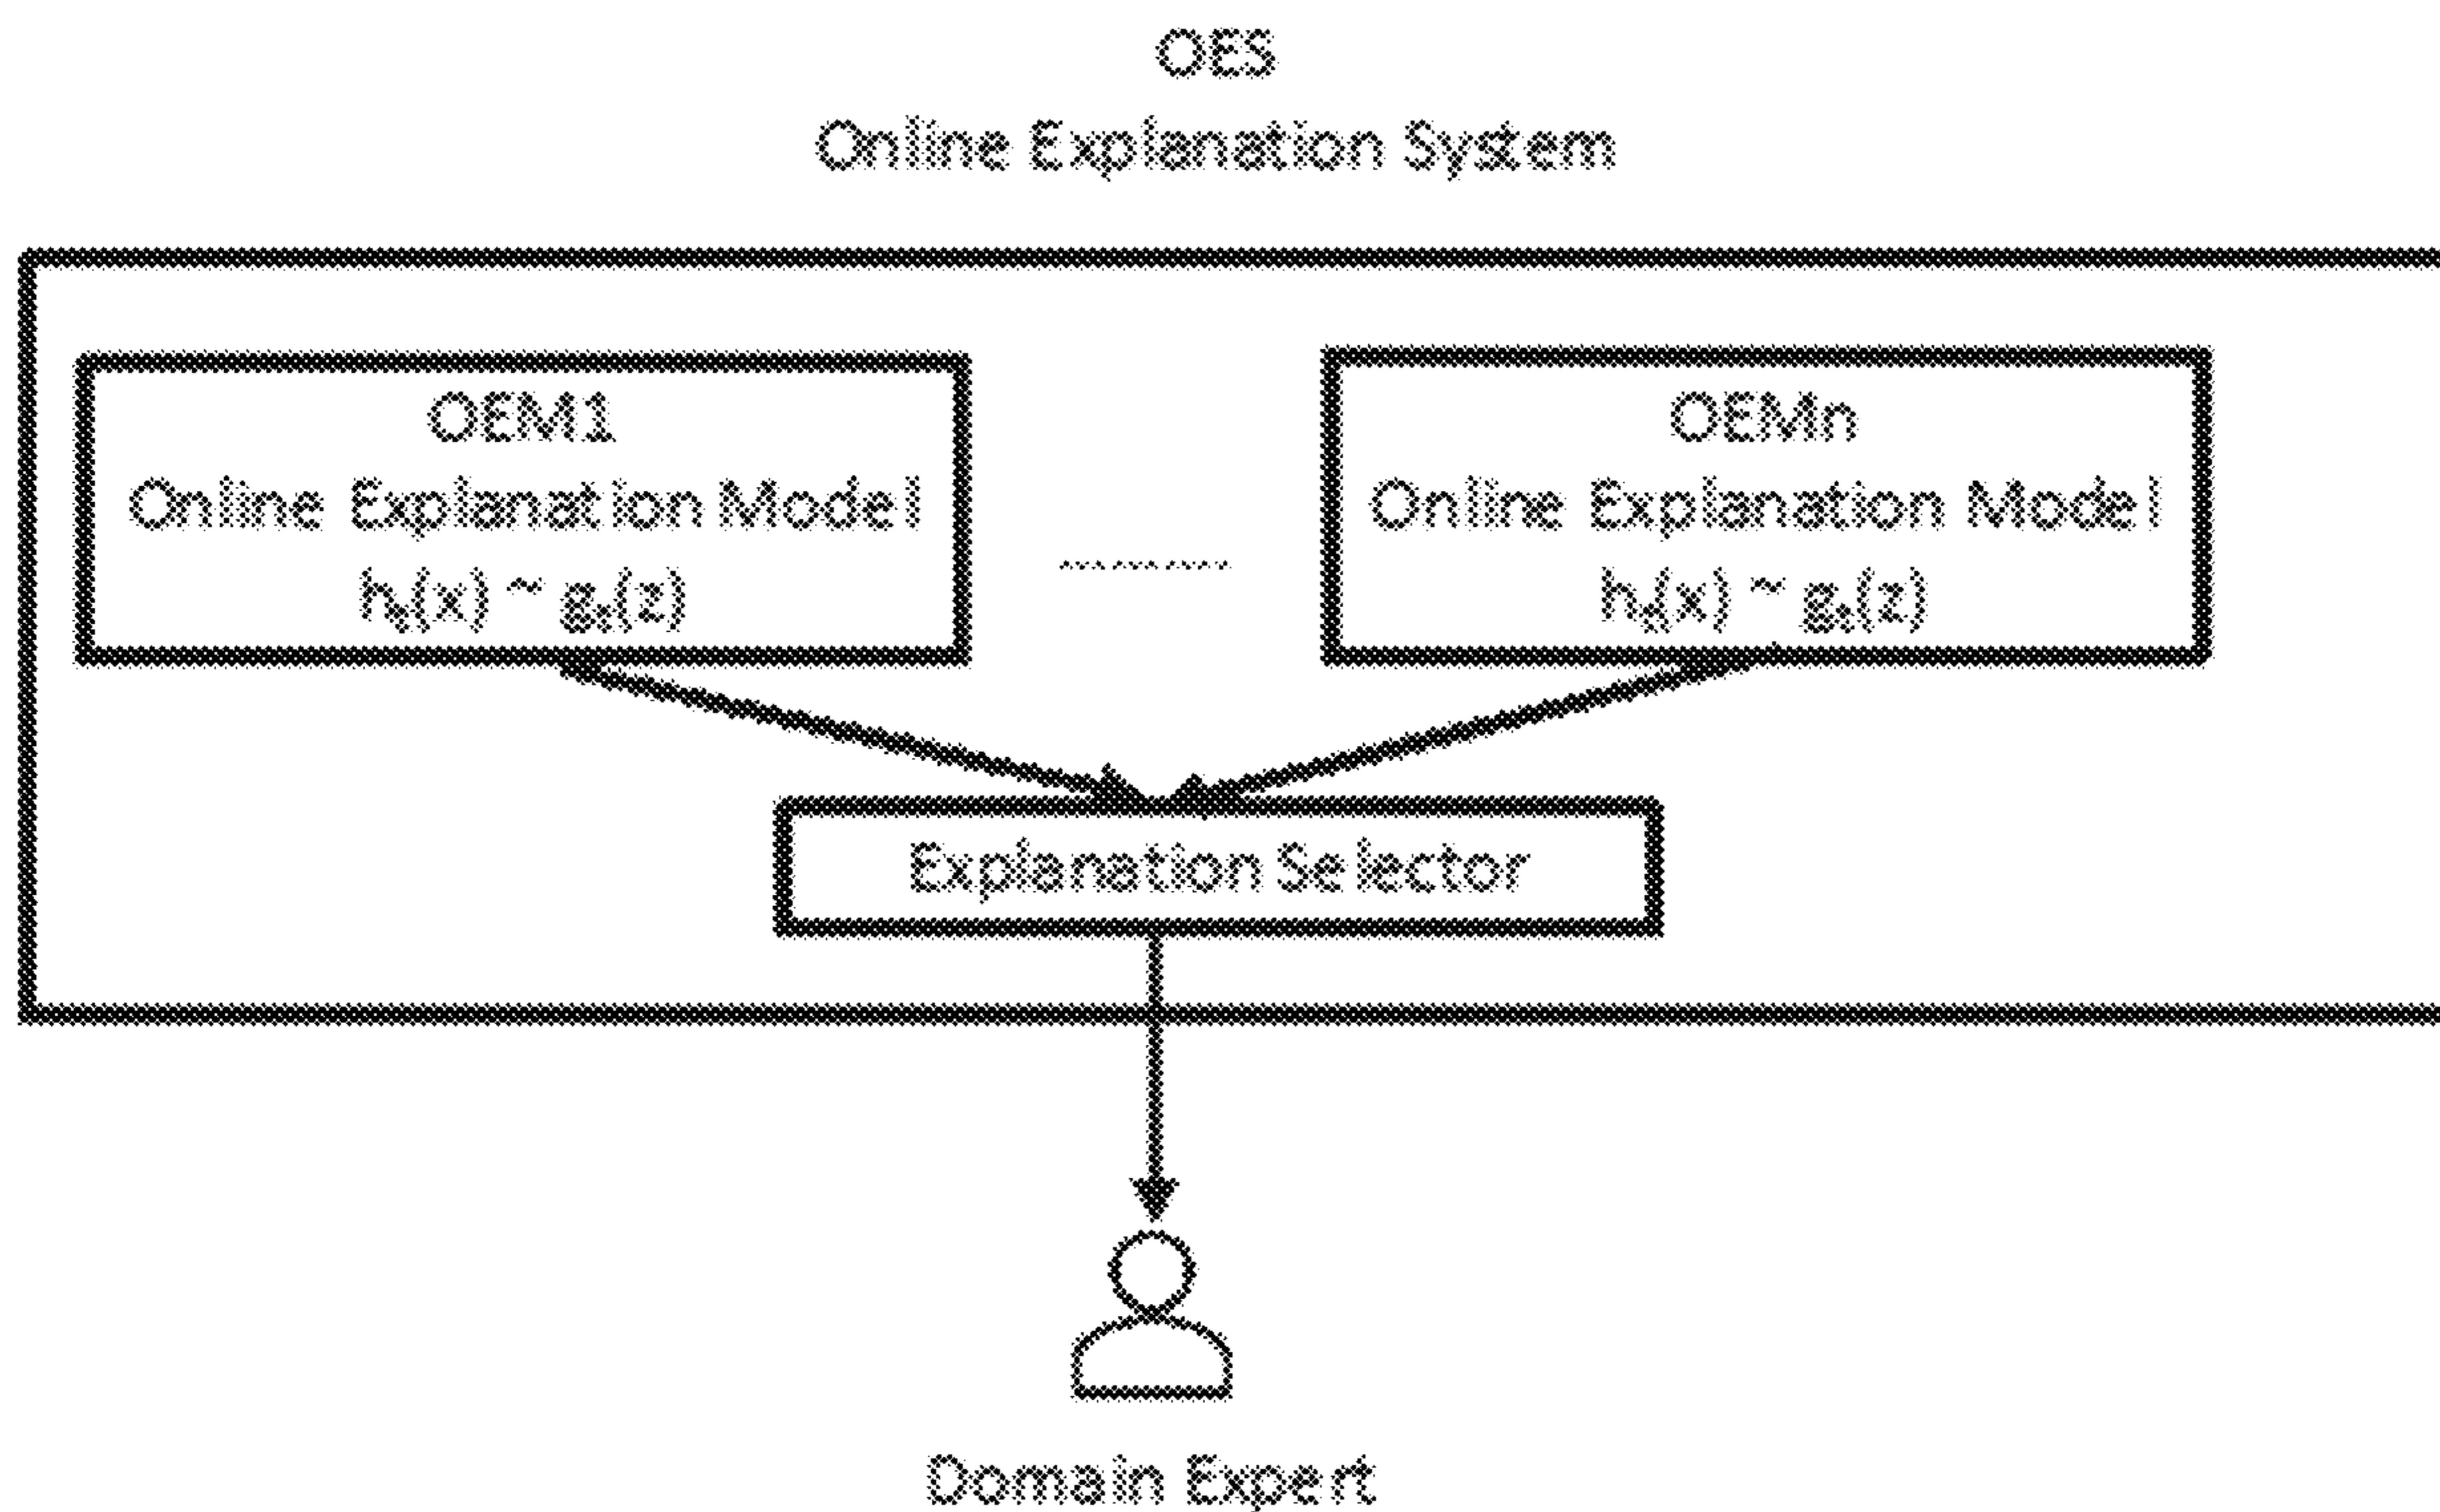 OES
Online Explanation System
OEM1
Online Explanation Model
(x) ~ (z)
OEMn
Online Explanation Model
(x) ~ (z)
Explanation Selector
Domain Expert